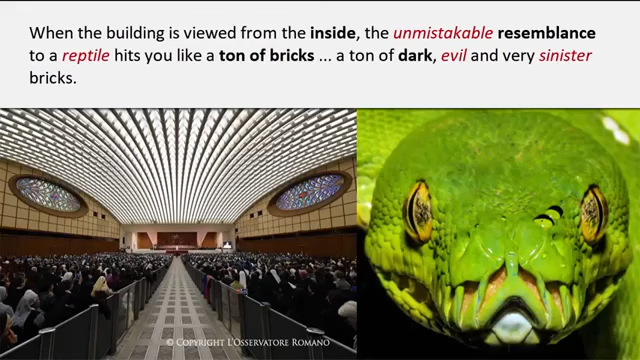 When the building is viewed from the inside, the unmistakable resemblance
to a reptile hits you like a ton of bricks ... a ton of dark, evil and very sinister
bricks.
© COPYRIGHT L'OSSERVATORE ROMANO